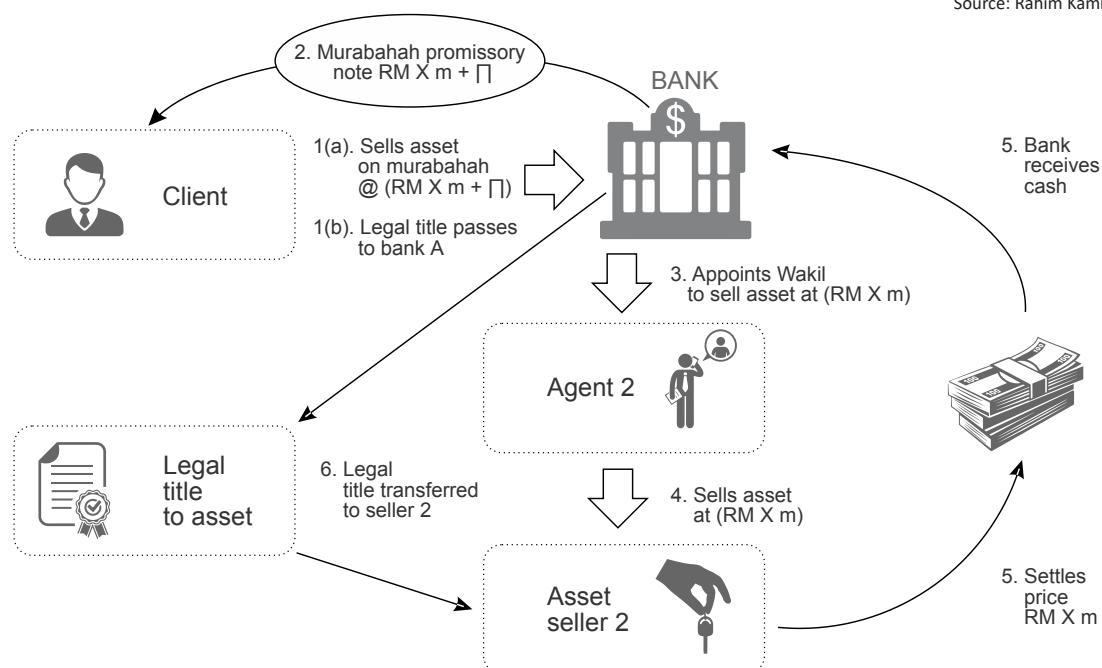 Source: Rahim Kami
2. Murabahah promissory
note RM X m + ∏
BANK
$
Client
1(a). Sells asset
on murabahah
@ (RM X m + ∏)
1(b). Legal title passes
to bank A
5. Bank
receives
cash
3. Appoints Wakil
to sell asset at (RM X m)
Agent 2
100
100
100
Legal
title
to asset
6. Legal
title transferred
to seller 2
4. Sells asset
at (RM X m)
Asset
seller 2
5. Settles
price
RM X m